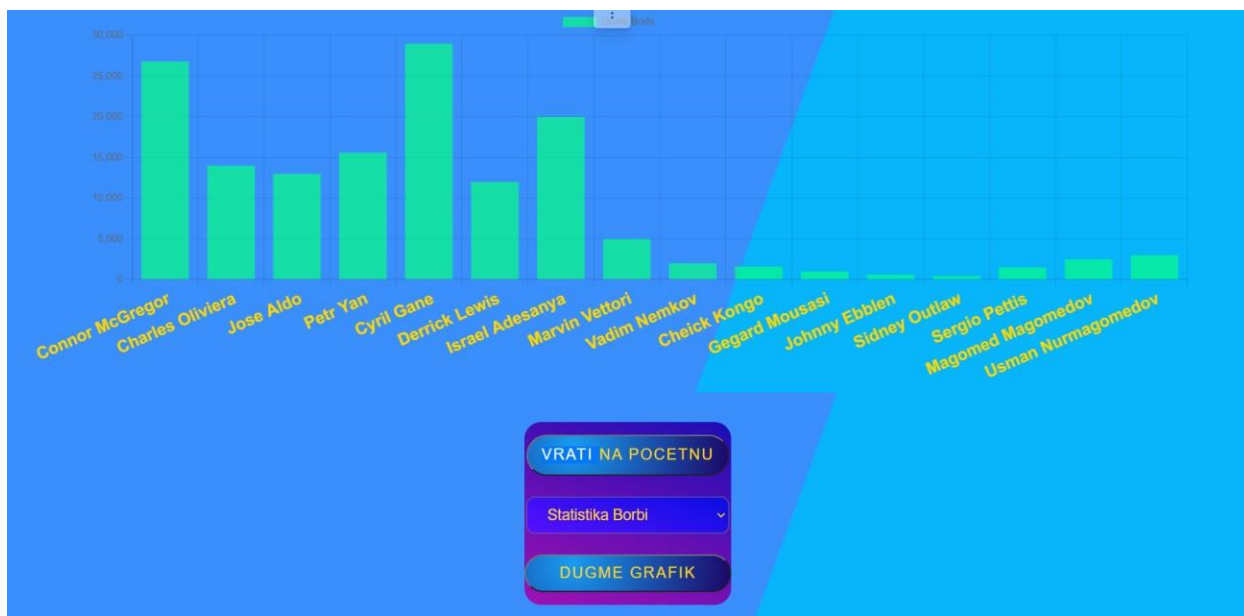 Borbi
30,000
25,000
20,000
15,000
10,000
5,000
0
Connor McGregor
Charles Oliviera
Jose Aldo
Petr Yan
Cyril Gane
Derrick Lewis
Israel Adesanya
Marvin Vettori
Vadim Nemkov
Cheick Kongo
Gegard Mousasi
Johnny Ebblen
Sidney Outlaw
Sergio Pettis
Magomed Magomedov
Usman Nurmagomedov
VRATI NA POCETNU
Statistika Borbi
DUGME GRAFIK